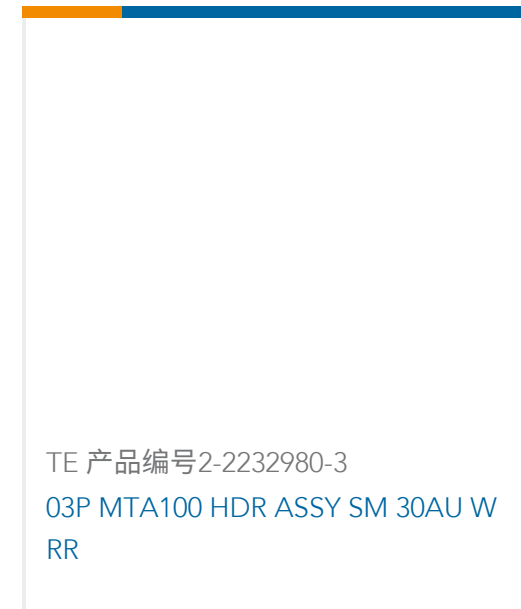 TE 产品编号2-2232980-3
03P MTA100 HDR ASSY SM 30AU W
RR